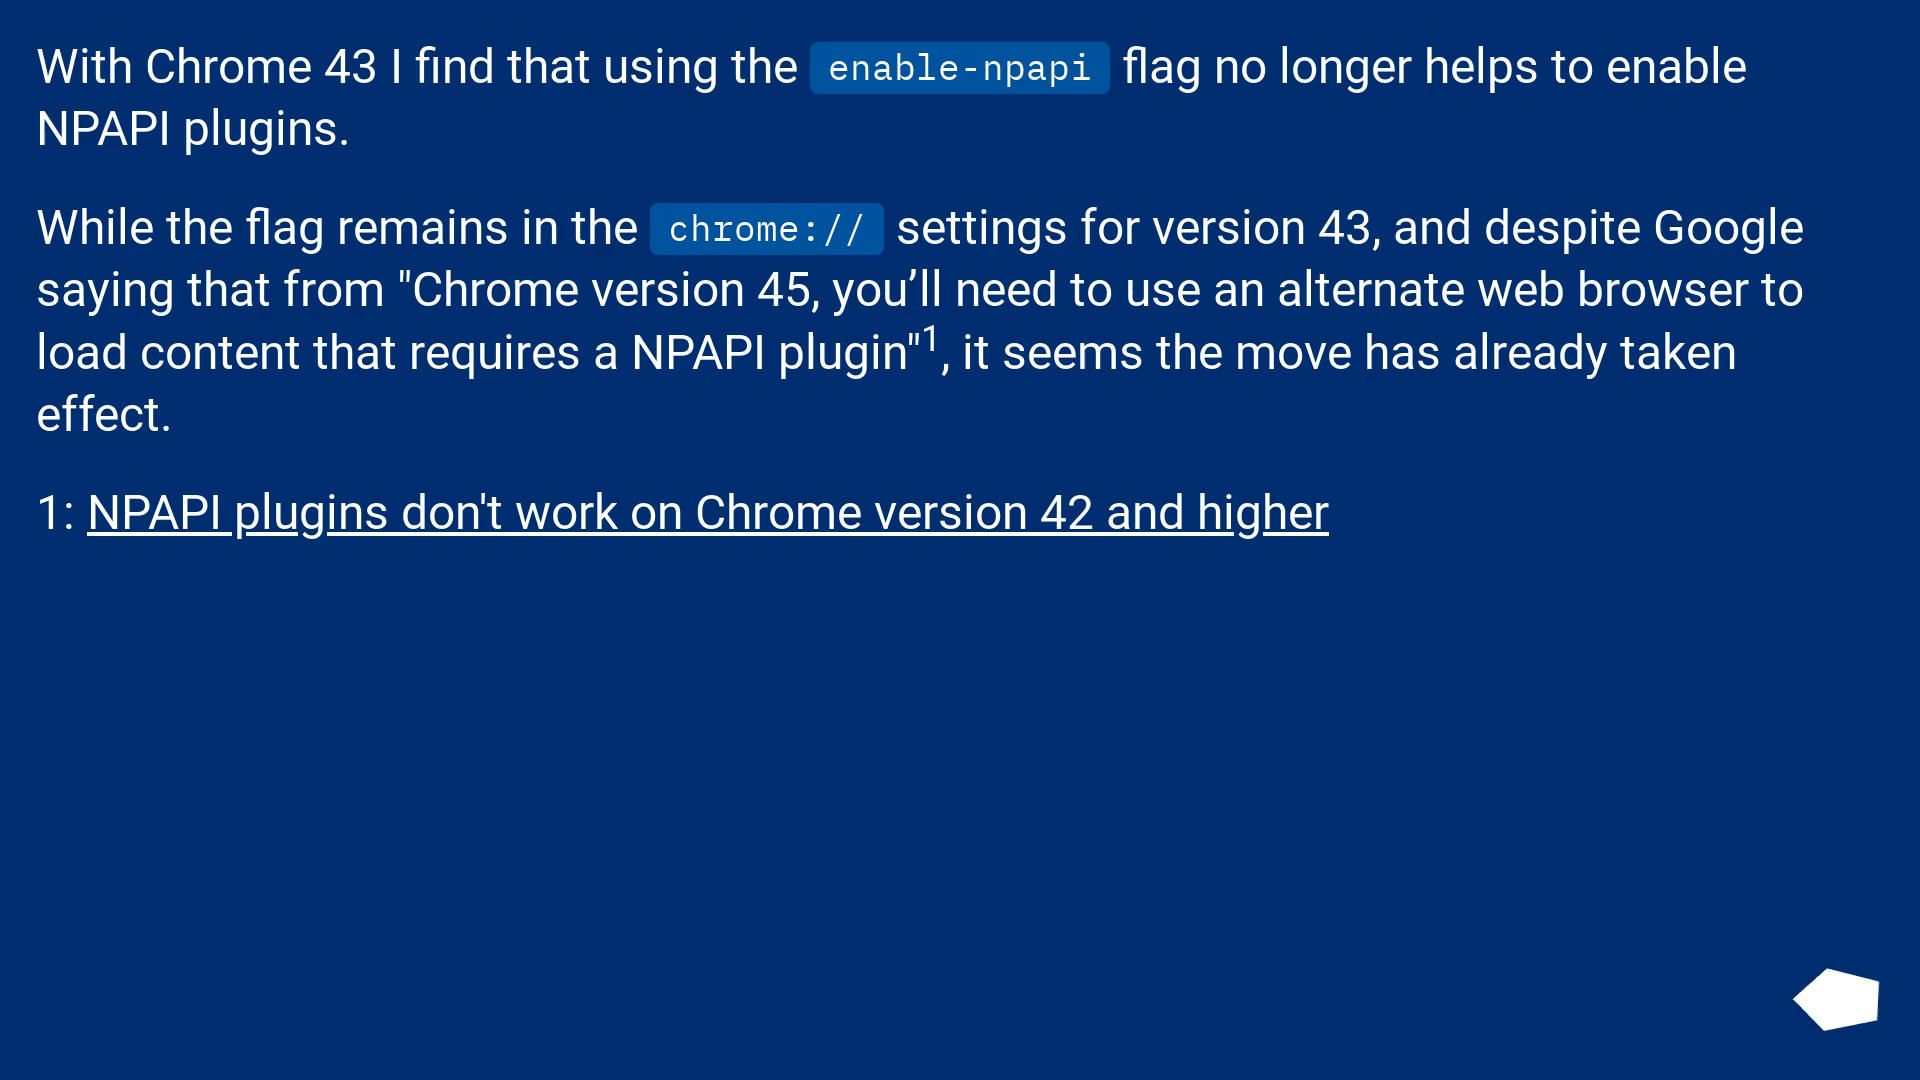 With Chrome 43 I find that using the enable-npapi flag no longer helps to enable
NPAPI plugins.
While the flag remains in the chrome:// settings for version 43, and despite Google
saying that from "Chrome version 45, you’ll need to use an alternate web browser to
load content that requires a NPAPI plugin"1, it seems the move has already taken
effect.
1: NPAPI plugins don't work on Chrome version 42 and higher